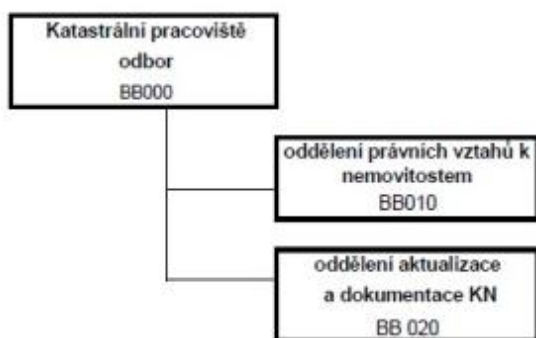 Katastrální pracoviště
odbor
BB000
oddělení právních vztahů k
nemovitostem
BB010
oddělení aktualizace
a dokumentace KN
BB 020